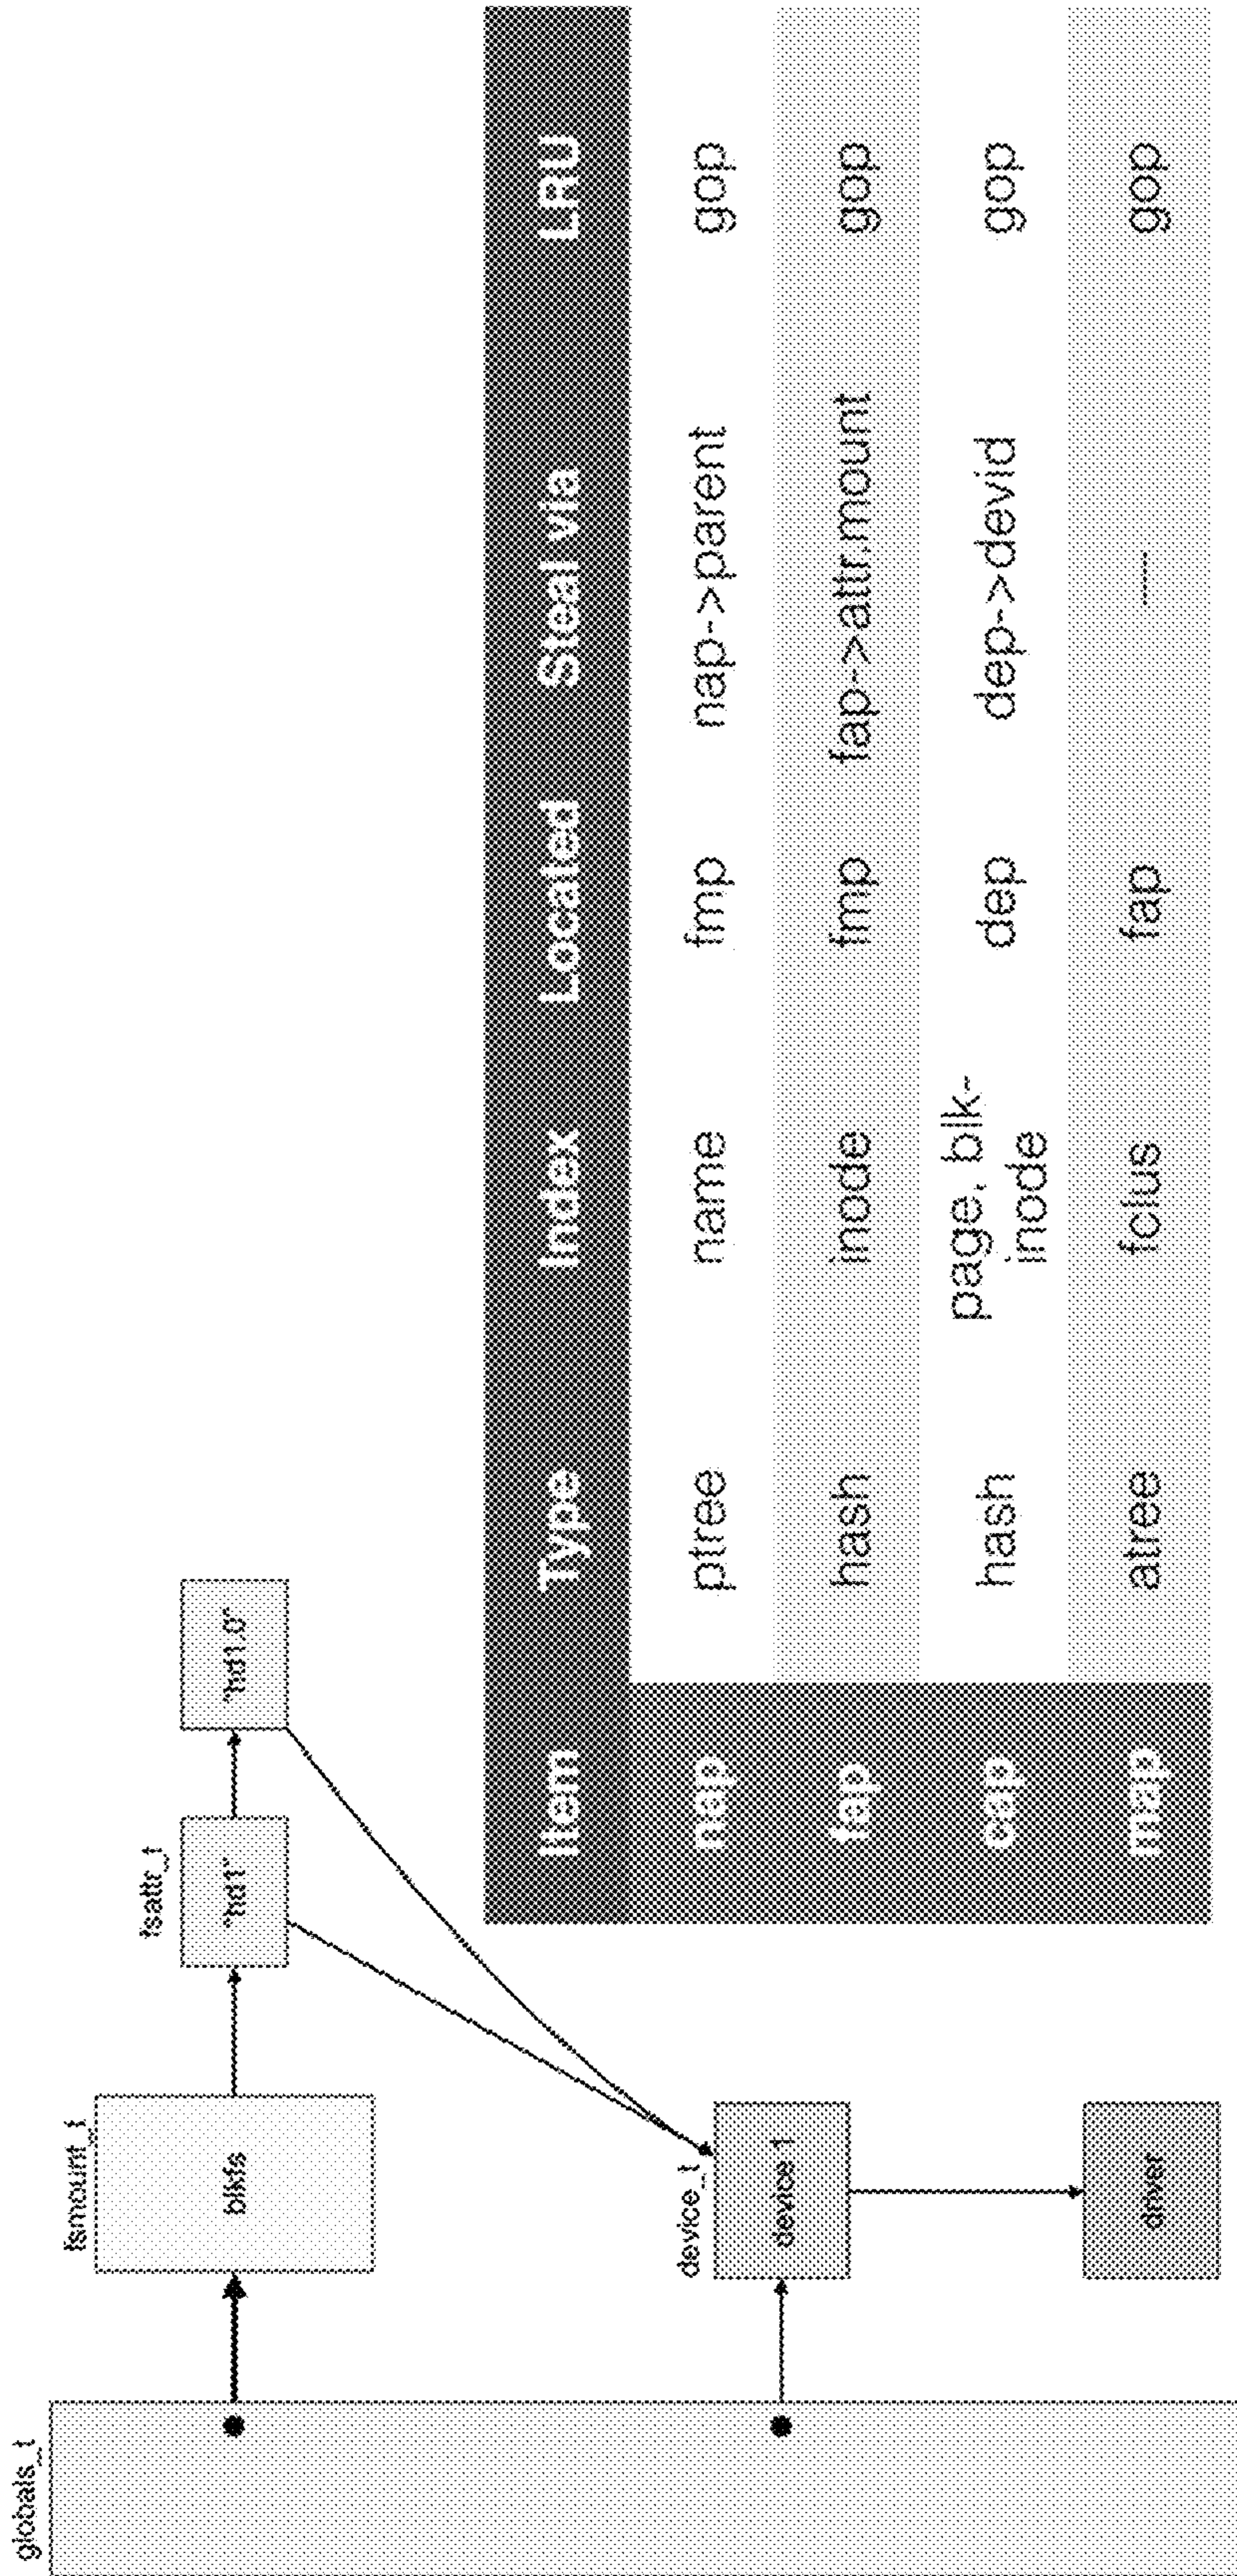 globals_t
fsmount_t
blkfs
fsattr_t
"hd1"
"hd1.0"
device_t
device 1
driver
Item Type Index Located Steal via LRU
nap ptree name fmp nap->parent gop
fap hash inode fmp fap->attr.mount gop
cap hash page, blk-
inode dep dep->devid gop
map atree fclus fap ---- gop